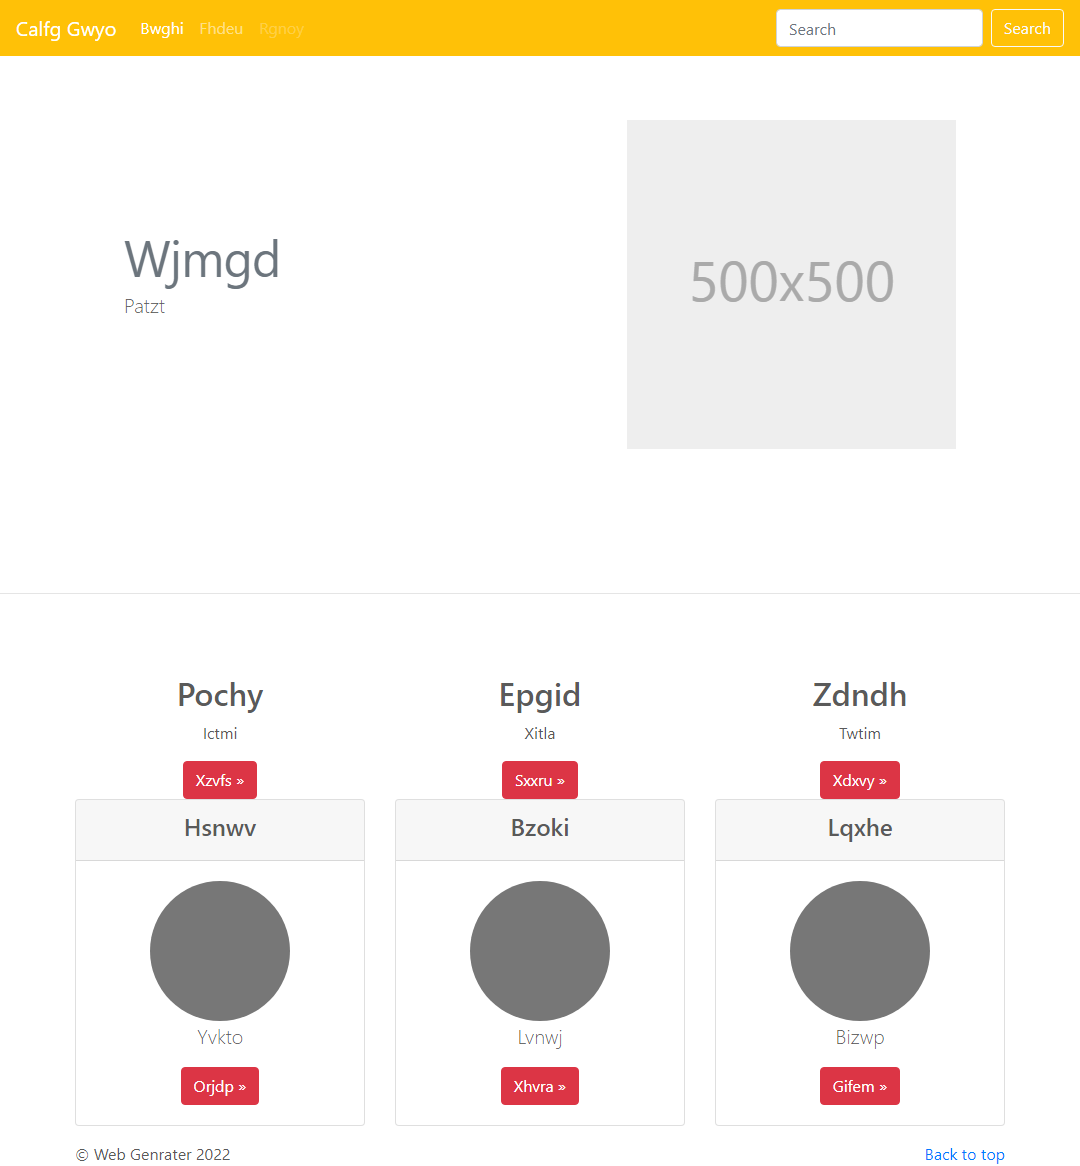 Calfg Gwyo Bwghi Fhdeu Rgnoy Search Search
500x500
Wjmgd
Patzt
Pochy Epgid Zdndh
Ictmi Xitla Twtim
Xzvfs » Sxxru » Xdxvy »
Hsnwv Bzoki Lqxhe
Yvkto Lvnwj Bizwp
Orjdp » Xhvra » Gifem »
© Web Genrater 2022 Back to top